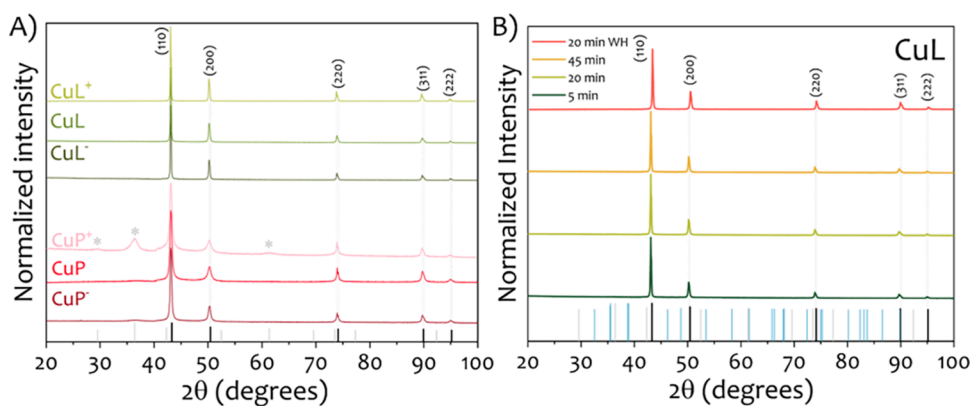 A)
Normalized intensity
(110)
(200)
(220)
(311)
(222)
CuL⁺
CuL
CuL⁻
CuP⁺
CuP
CuP⁻
*
*
*
20 30 40 50 60 70 80 90 100
2θ (degrees)
B)
Normalized Intensity
20 min WH
45 min
20 min
5 min
CuL
(110)
(200)
(220)
(311)
(222)
20 30 40 50 60 70 80 90 100
2θ (degrees)